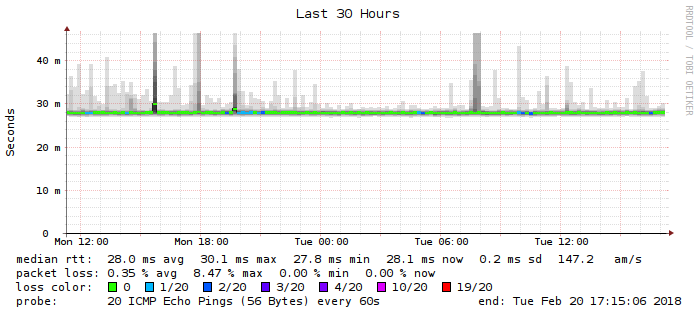 Last 30 Hours
RRDTOOL / TOBI OETIKER
Seconds
40 m
30 m
20 m
10 m
0
Mon 12:00 Mon 18:00 Tue 00:00 Tue 06:00 Tue 12:00
median rtt: 28.0 ms avg 30.1 ms max 27.8 ms min 28.1 ms now 0.2 ms sd 147.2 am/s
packet loss: 0.35 % avg 8.47 % max 0.00 % min 0.00 % now
loss color: 0 1/20 2/20 3/20 4/20 10/20 19/20
probe: 20 ICMP Echo Pings (56 Bytes) every 60s end: Tue Feb 20 17:15:06 2018